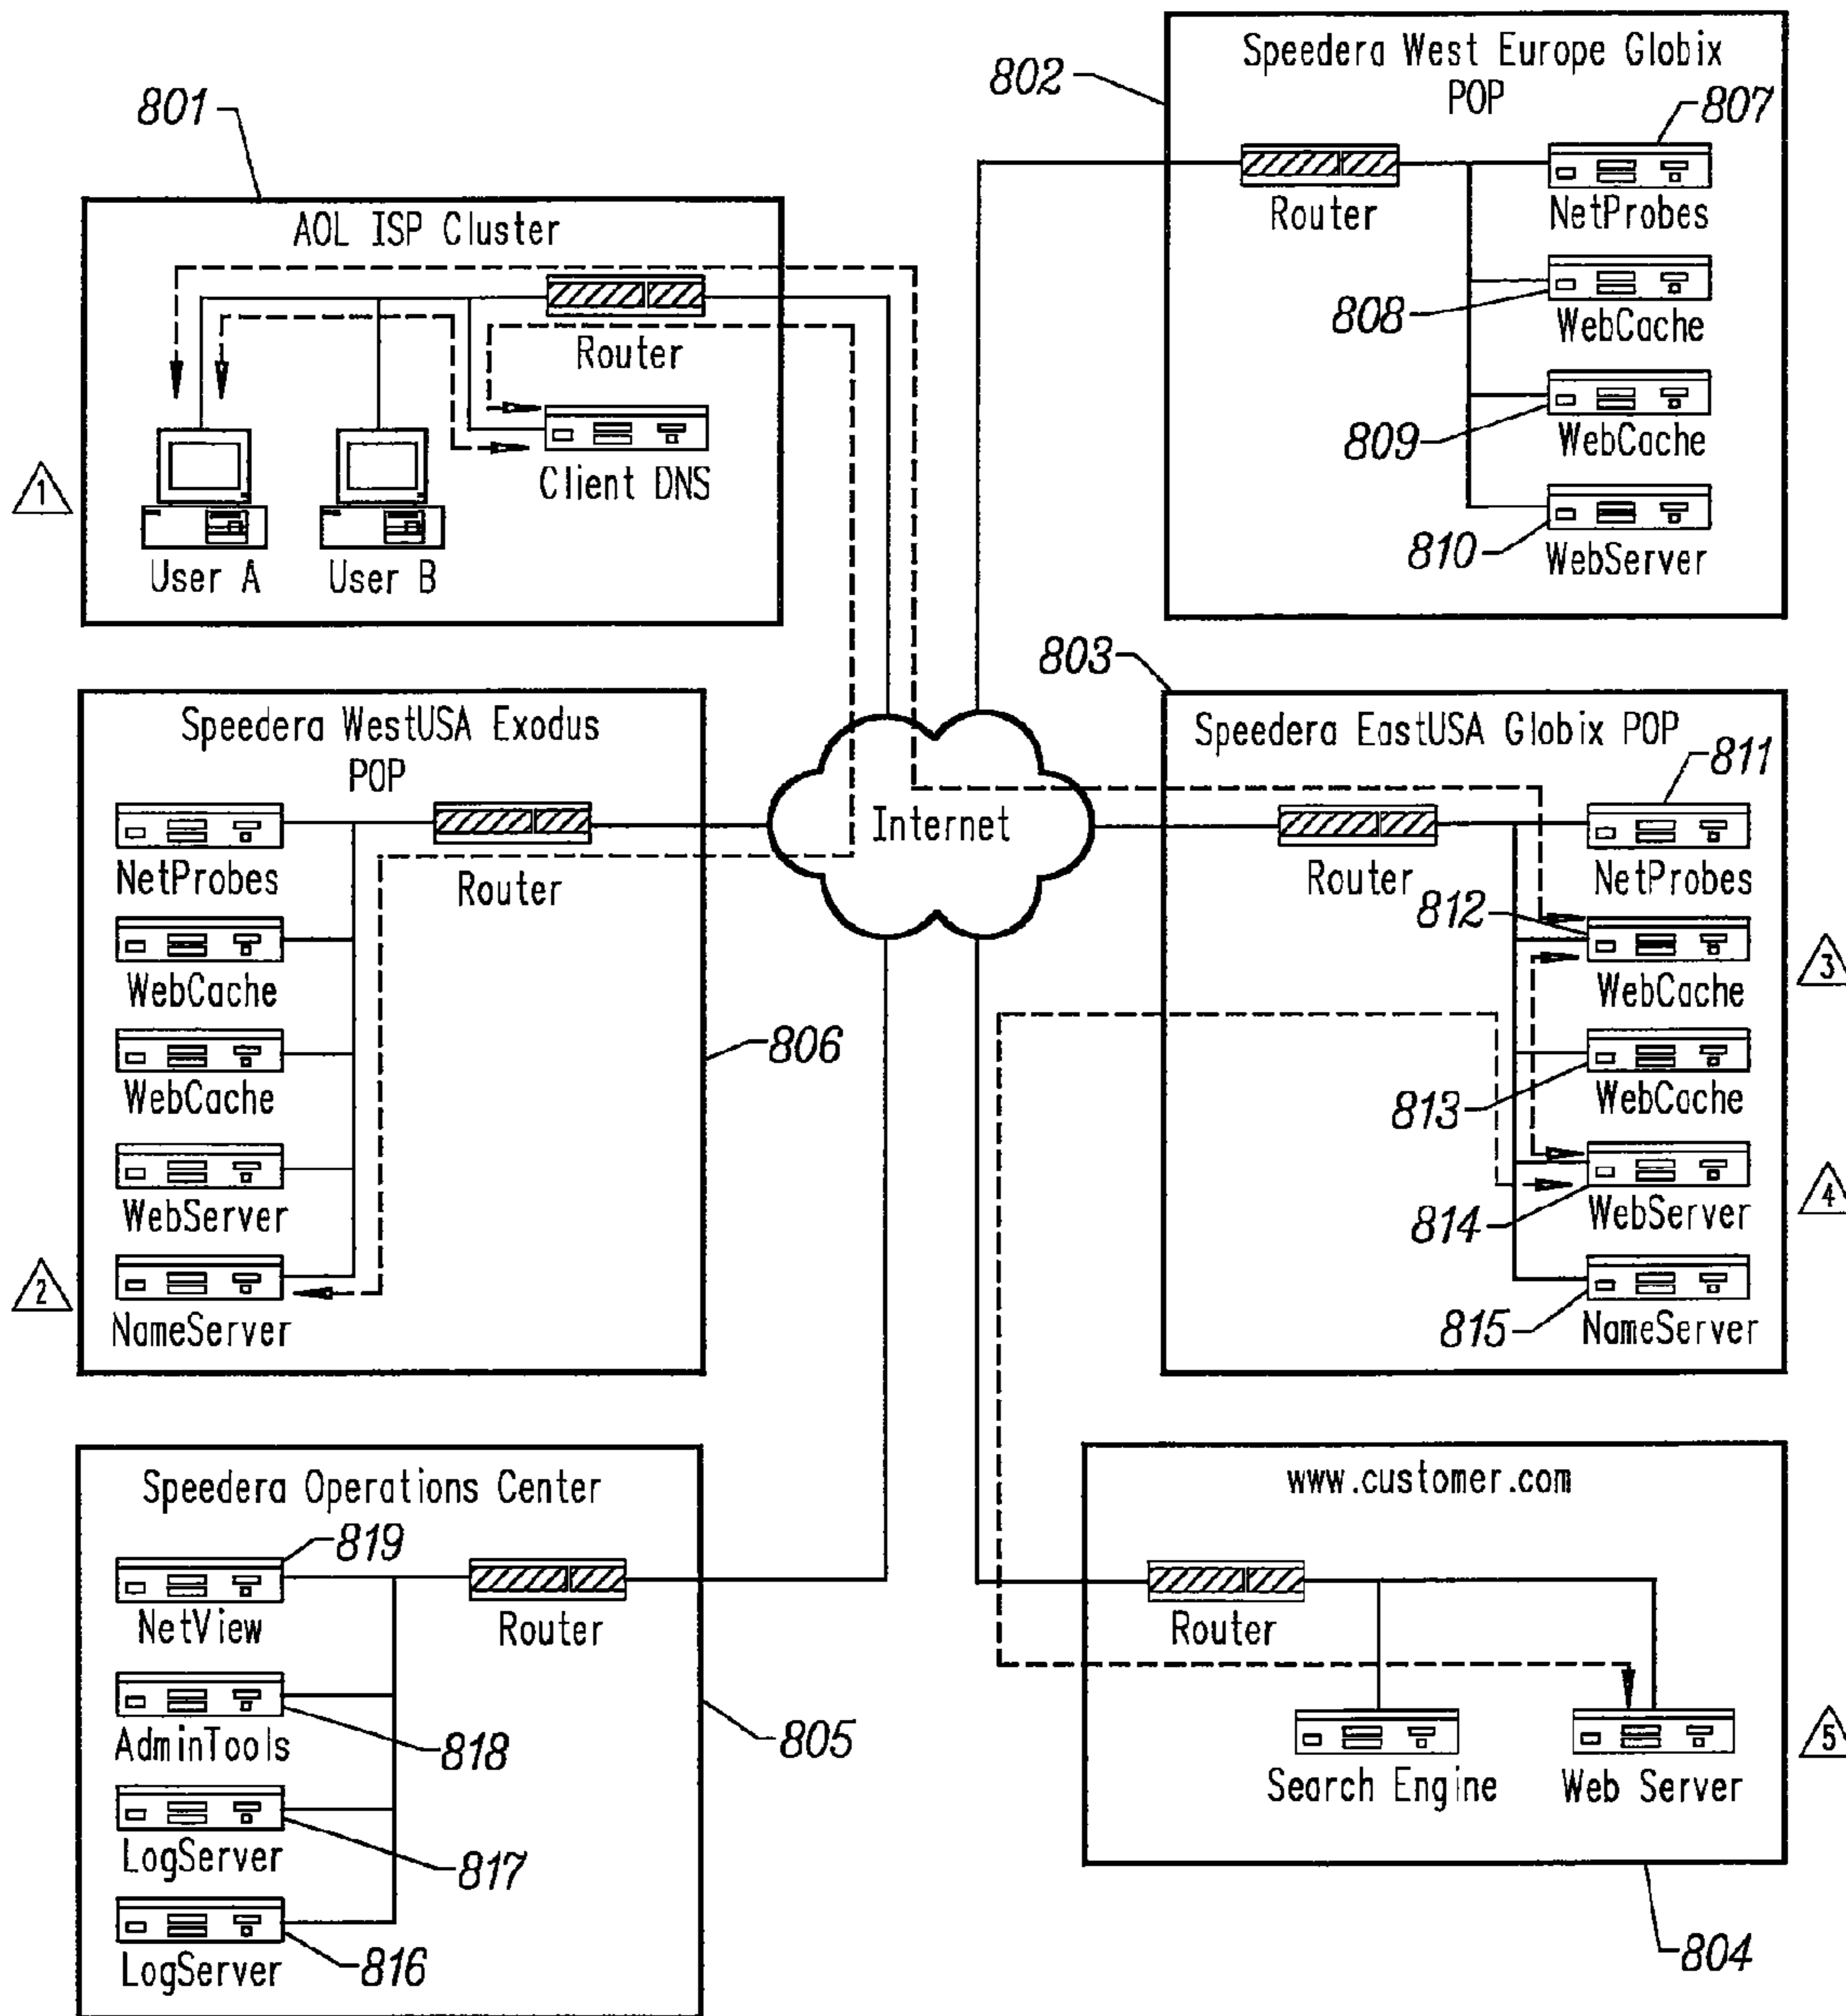 801
AOL ISP Cluster
Router
Client DNS
1
User A
User B
802
Speedera West Europe Globix
POP
807
Router
NetProbes
808
WebCache
809
WebCache
810
WebServer
Speedera WestUSA Exodus
POP
NetProbes
Router
WebCache
WebCache
806
WebServer
2
NameServer
Internet
803
Speedera EastUSA Globix POP
811
Router
NetProbes
812
3
WebCache
813
WebCache
4
814
WebServer
815
NameServer
Speedera Operations Center
819
NetView
Router
AdminTools
818
805
LogServer
817
LogServer
816
www.customer.com
Router
5
Search Engine
Web Server
804